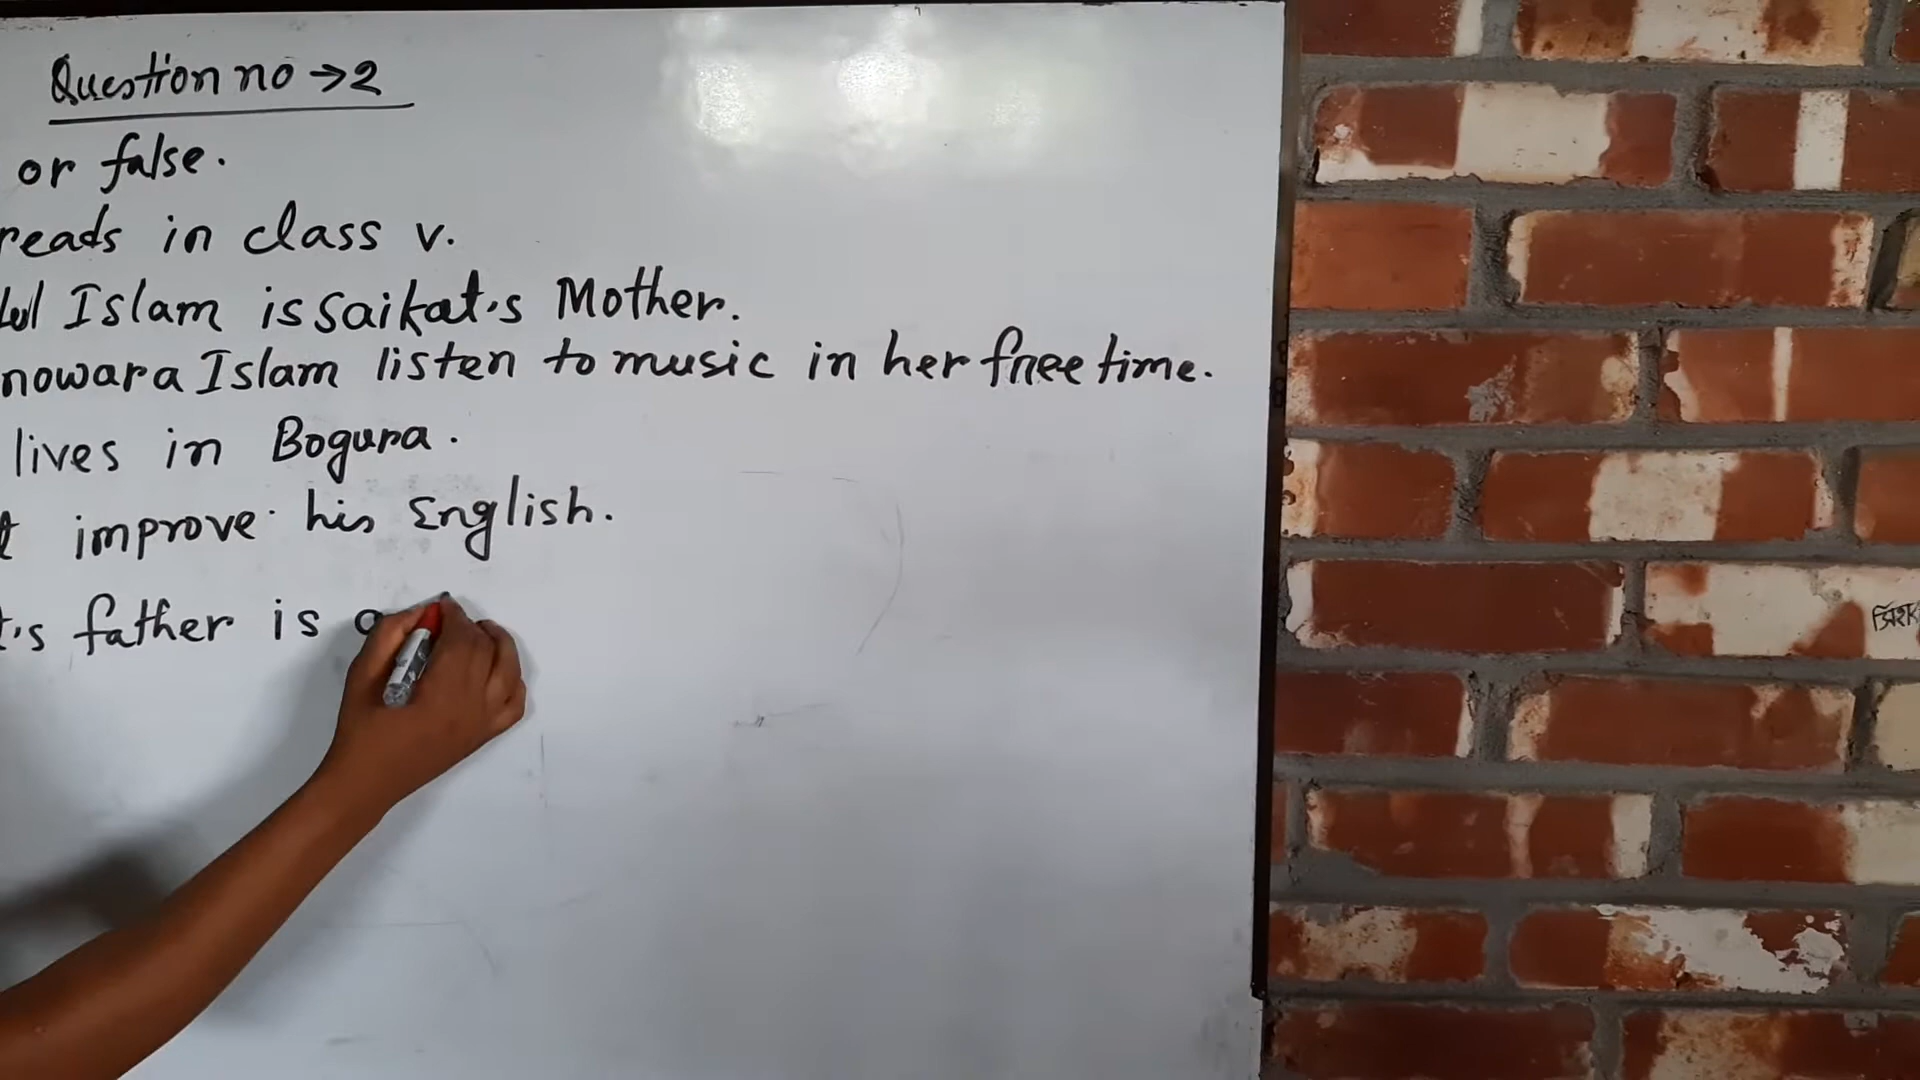 Question no →2
or false.
reads in class v.
Islam is saikat's Mother.
nowara Islam listen to music in her free time.
lives in Bogura.
improve his English.
's father is a